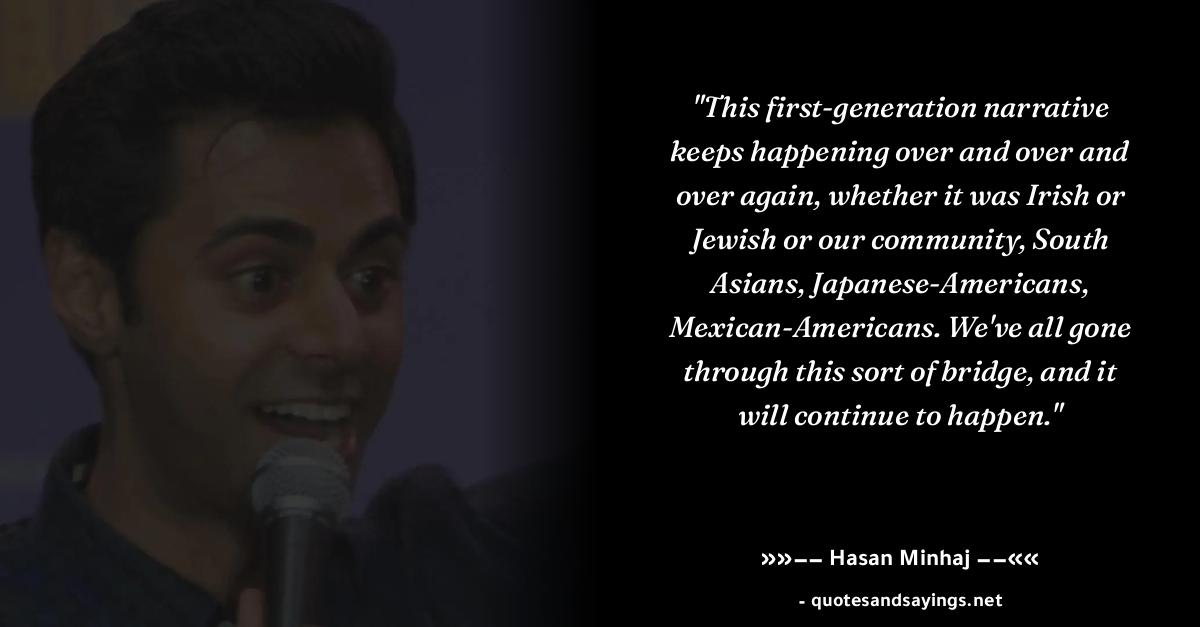 "This first-generation narrative
keeps happening over and over and
over again, whether it was Irish or
Jewish or our community, South
Asians, Japanese-Americans,
Mexican-Americans. We've all gone
through this sort of bridge, and it
will continue to happen."
»»–– Hasan Minhaj ––««
- quotesandsayings.net